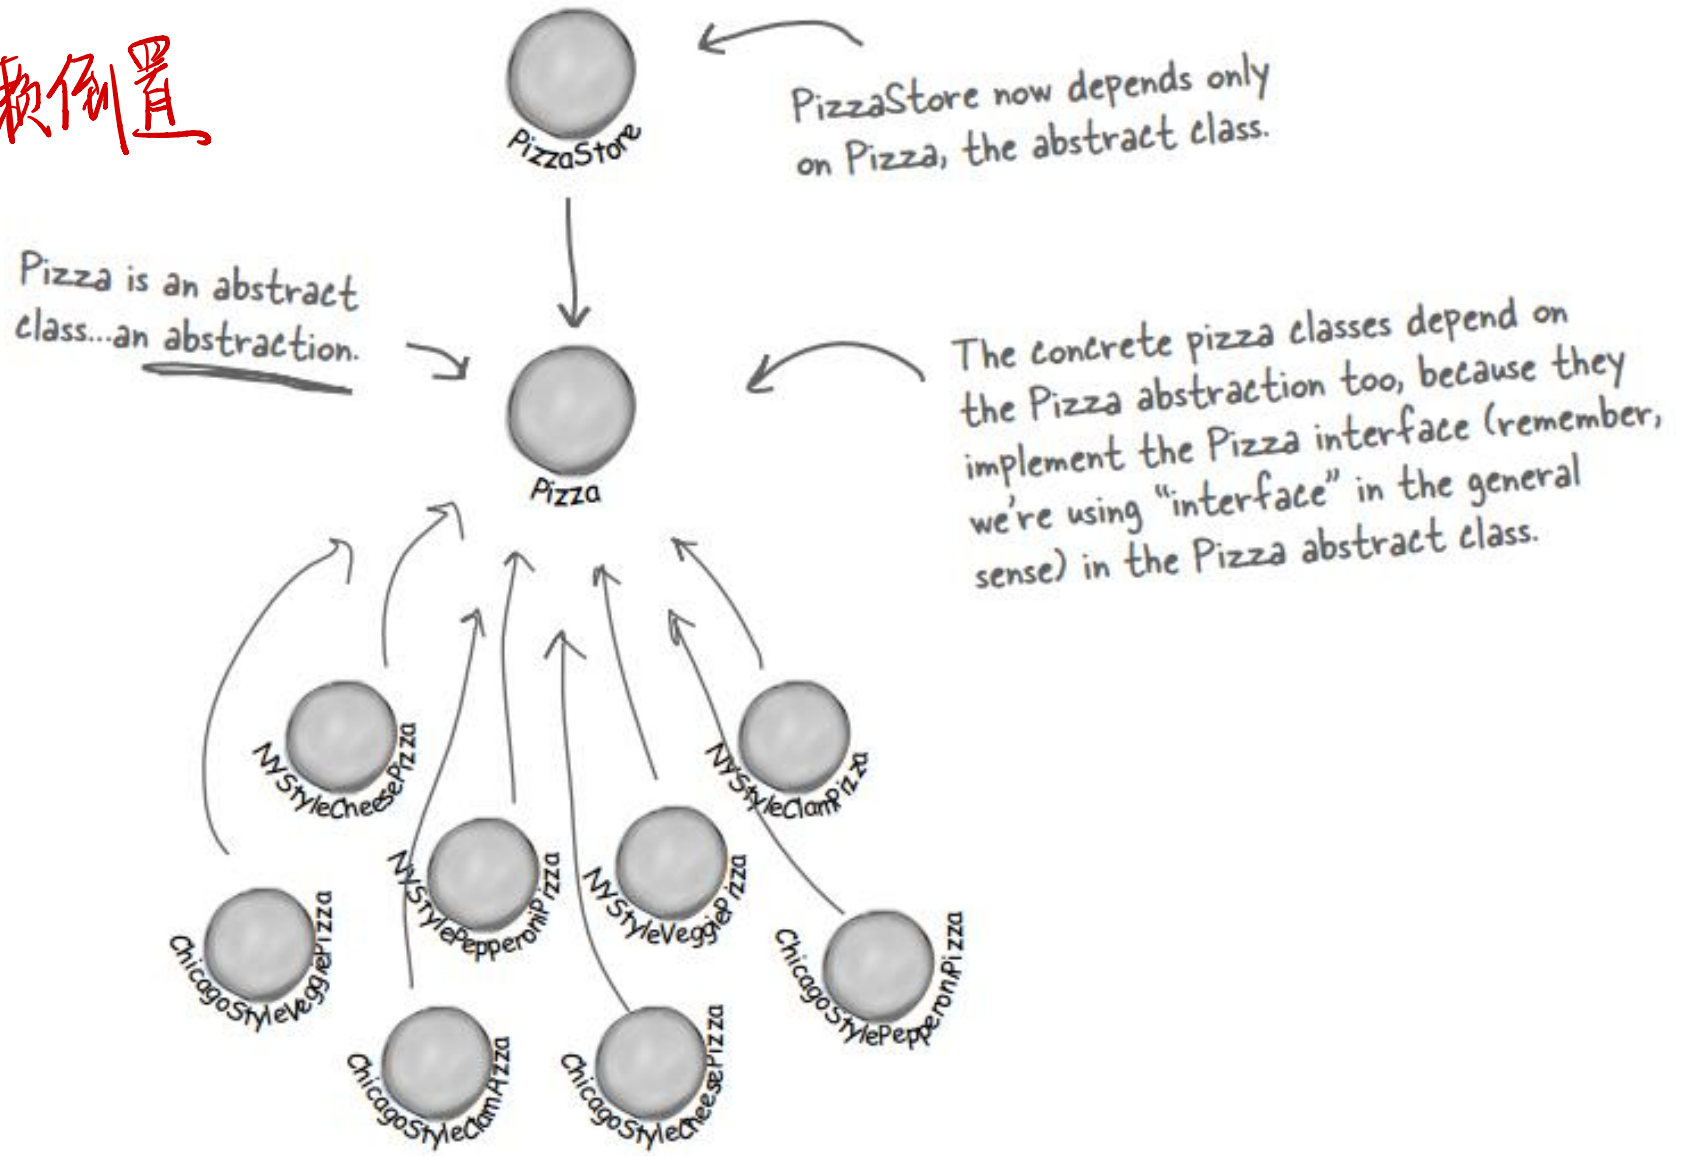 赖倒置
PizzaStore
PizzaStore now depends only
on Pizza, the abstract class.
Pizza is an abstract
class...an abstraction.
Pizza
The concrete pizza classes depend on
the Pizza abstraction too, because they
implement the Pizza interface (remember,
we're using “interface” in the general
sense) in the Pizza abstract class.
NYStyleCheesePizza
NYStyleClamPizza
NYStylePepperoniPizza
NYStyleVeggiePizza
ChicagoStyleVeggiePizza
ChicagoStylePepperoniPizza
ChicagoStyleClamPizza
ChicagoStyleCheesePizza